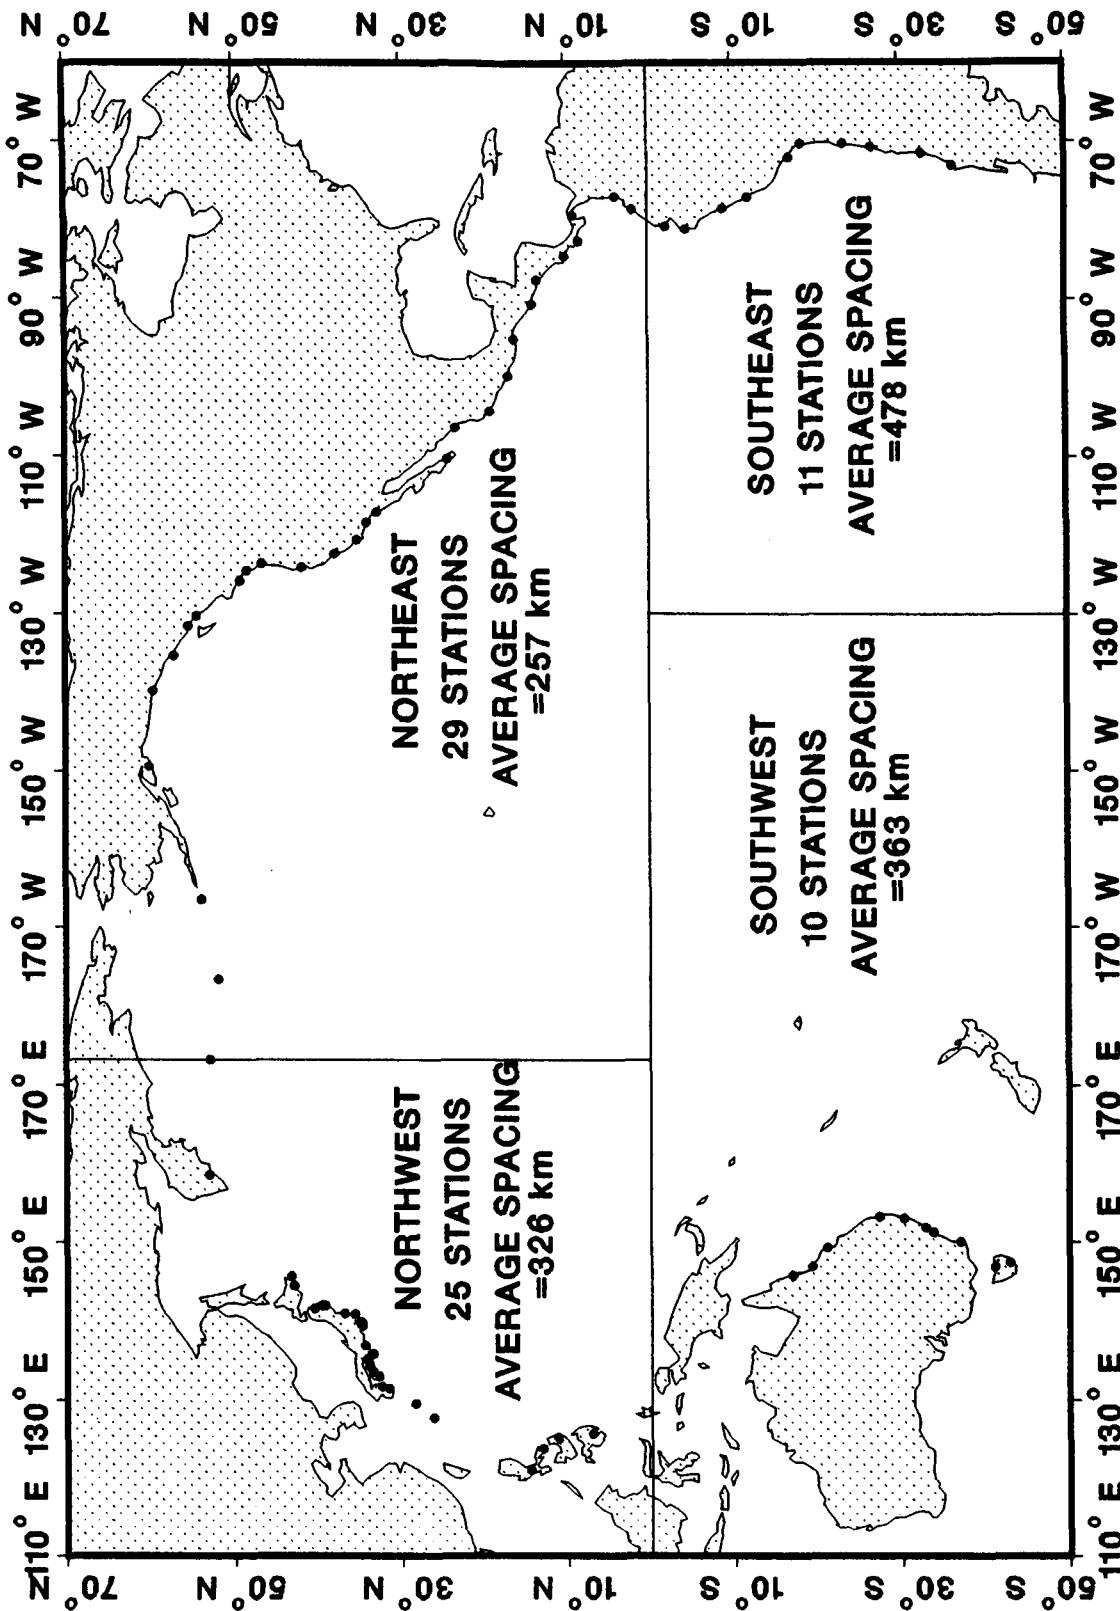 110° E 130° E 150° E 170° E 170° W 150° W 130° W 110° W 90° W 70° W
70° N
50° N
30° N
10° N
10° S
30° S
50° S
NORTHWEST
25 STATIONS
AVERAGE SPACING
=326 km
NORTHEAST
29 STATIONS
AVERAGE SPACING
=257 km
SOUTHWEST
10 STATIONS
AVERAGE SPACING
=363 km
SOUTHEAST
11 STATIONS
AVERAGE SPACING
=478 km
70° N
50° N
30° N
10° N
10° S
30° S
50° S
110° E 130° E 150° E 170° E 170° W 150° W 130° W 110° W 90° W 70° W